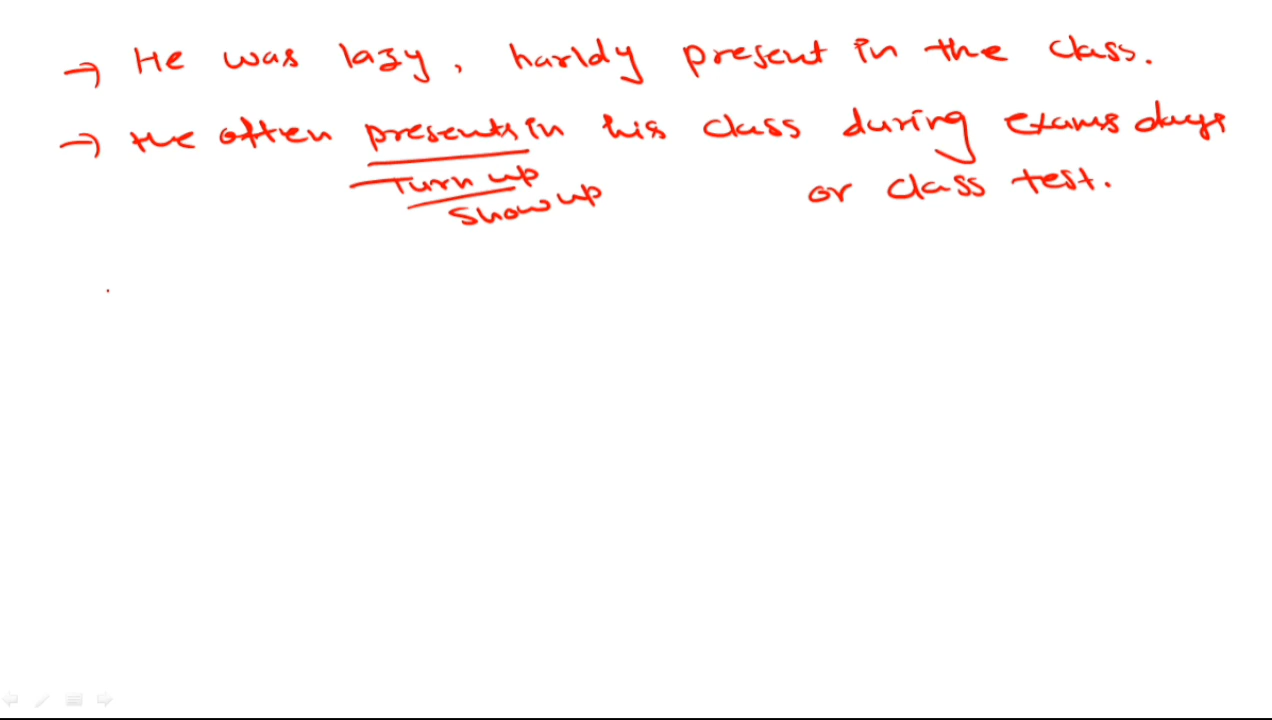 → He was lazy, harldy present in the class.
→ He often presents in his class during exams days
Turn up
or class test.
Show up